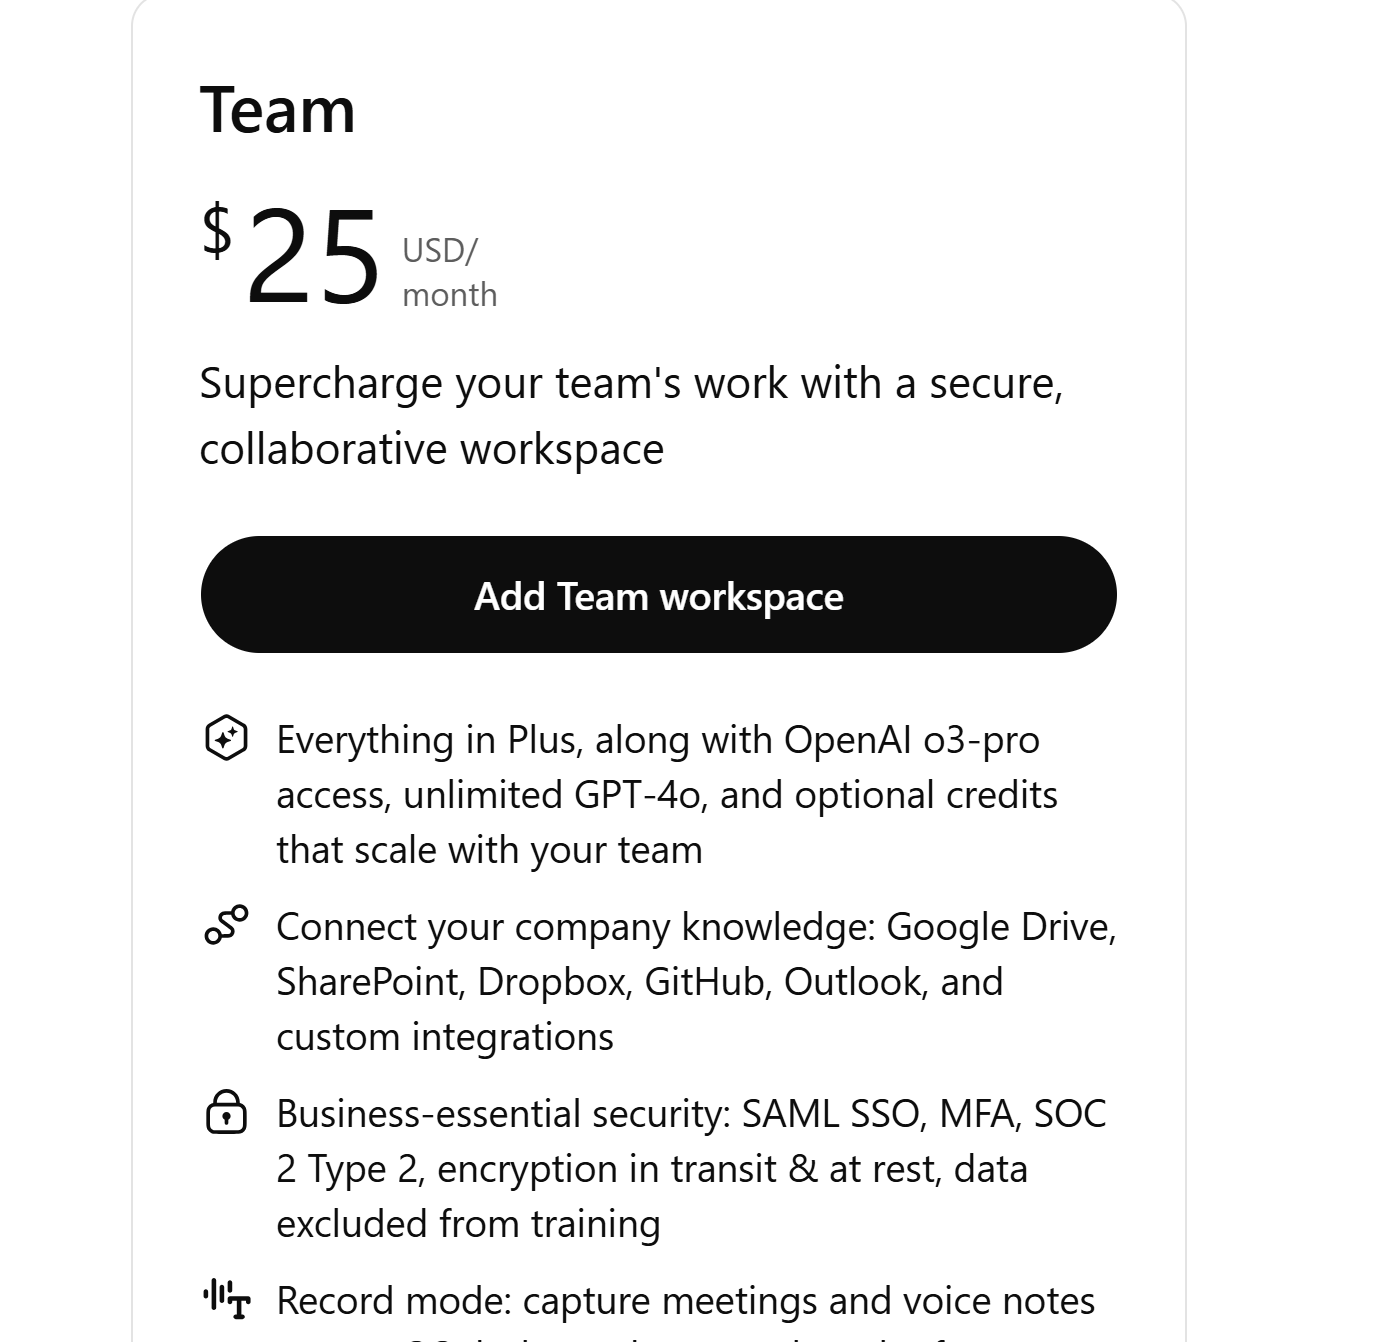 Team
$25 USD/
month
Supercharge your team's work with a secure,
collaborative workspace
Add Team workspace
Everything in Plus, along with OpenAI o3-pro
access, unlimited GPT-4o, and optional credits
that scale with your team
Connect your company knowledge: Google Drive,
SharePoint, Dropbox, GitHub, Outlook, and
custom integrations
Business-essential security: SAML SSO, MFA, SOC
2 Type 2, encryption in transit & at rest, data
excluded from training
Record mode: capture meetings and voice notes